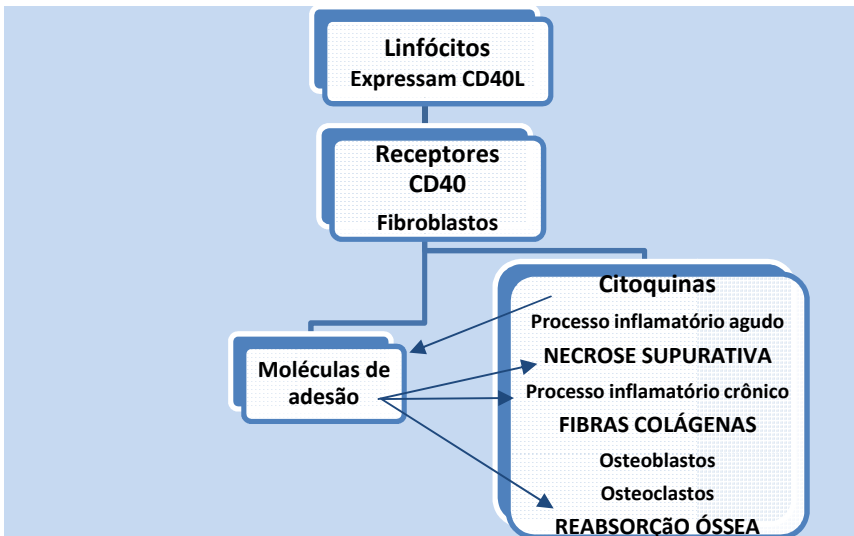 Linfócitos
Expressam CD40L
Receptores
CD40
Fibroblastos
Moléculas de
adesão
Citoquinas
Processo inflamatório agudo
NECROSE SUPURATIVA
Processo inflamatório crônico
FIBRAS COLÁGENAS
Osteoblastos
Osteoclastos
REABSORÇãO ÓSSEA